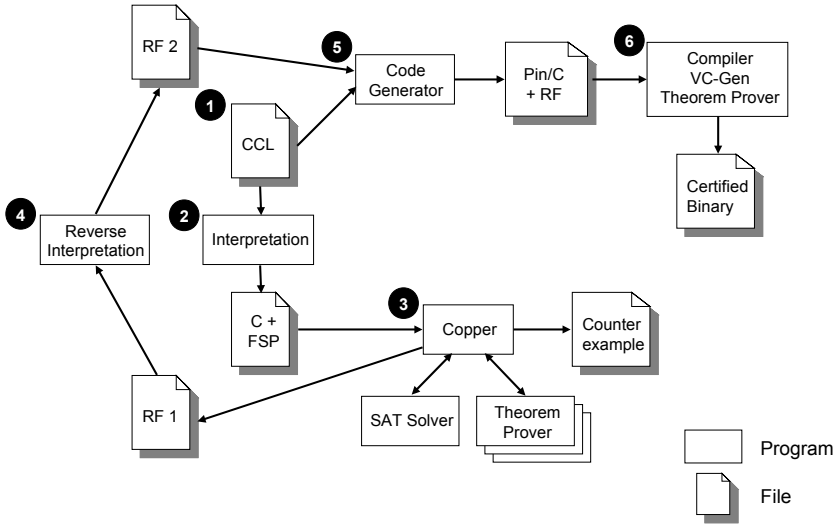 RF 2
5
Code
Generator
Pin/C
+ RF
6
Compiler
VC-Gen
Theorem Prover
1
CCL
Certified
Binary
4
Reverse
Interpretation
2
Interpretation
C +
FSP
3
Copper
Counter
example
RF 1
SAT Solver
Theorem
Prover
Program
File